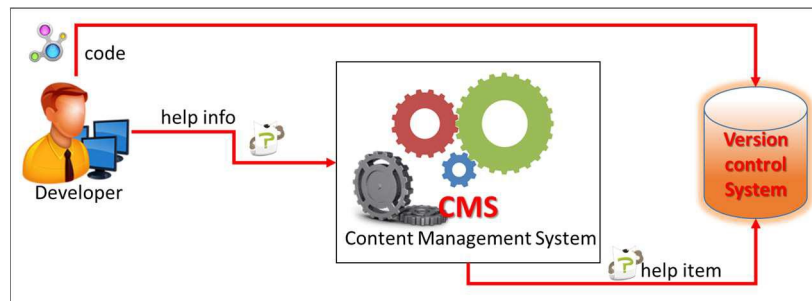 code
help info
Developer
CMS
Content Management System
Version
control
System
help item